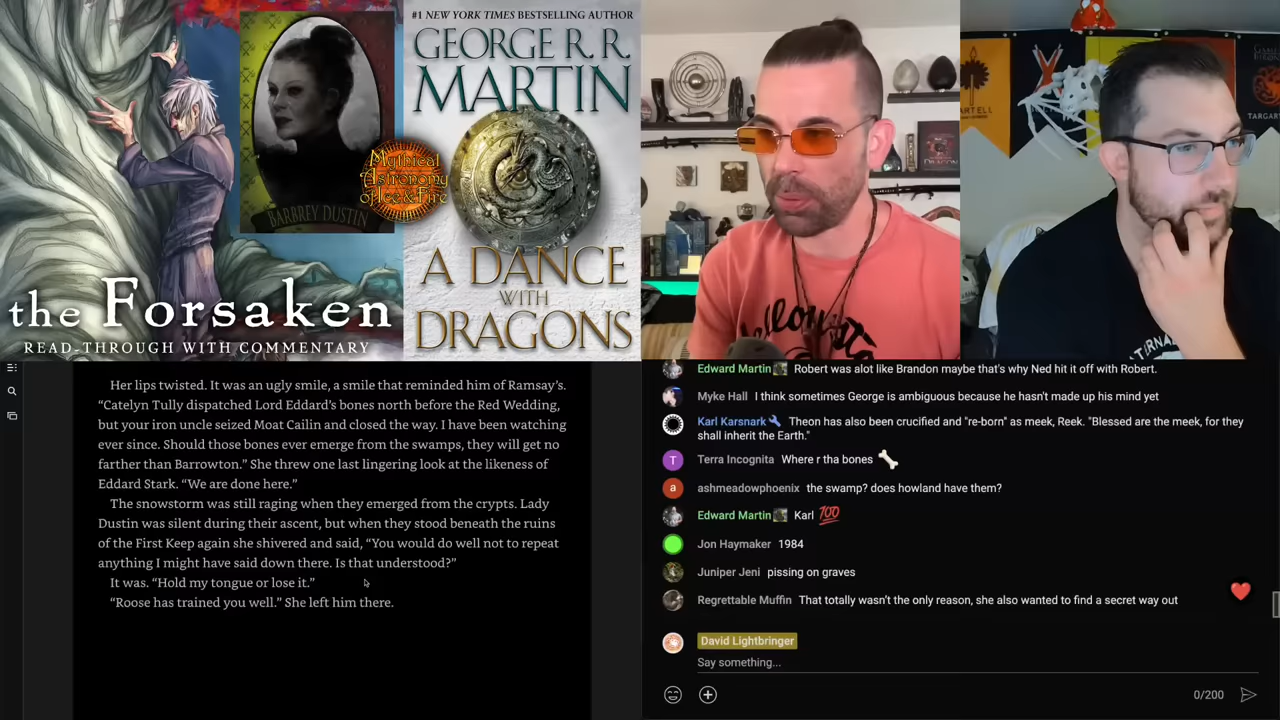 BARBREY DUSTIN
the Forsaken
READ-THROUGH WITH COMMENTARY
Mythical
Astronomy
of Ice & Fire
#1 NEW YORK TIMES BESTSELLING AUTHOR
GEORGE R. R.
MARTIN
A DANCE
WITH
DRAGONS
DRAGON
TARGAR
Her lips twisted. It was an ugly smile, a smile that reminded him of Ramsay’s.
“Catelyn Tully dispatched Lord Eddard’s bones north before the Red Wedding,
but your iron uncle seized Moat Cailin and closed the way. I have been watching
ever since. Should those bones ever emerge from the swamps, they will get no
farther than Barrowton.” She threw one last lingering look at the likeness of
Eddard Stark. “We are done here.”
The snowstorm was still raging when they emerged from the crypts. Lady
Dustin was silent during their ascent, but when they stood beneath the ruins
of the First Keep again she shivered and said, “You would do well not to repeat
anything I might have said down there. Is that understood?”
It was. “Hold my tongue or lose it.”
“Roose has trained you well.” She left him there.
Edward Martin Robert was alot like Brandon maybe that's why Ned hit it off with Robert.
Myke Hall I think sometimes George is ambiguous because he hasn't made up his mind yet
Karl Karsnark Theon has also been crucified and "re-born" as meek, Reek. "Blessed are the meek, for they
shall inherit the Earth."
T Terra Incognita Where r tha bones
a ashmeadowphoenix the swamp? does howland have them?
Edward Martin Karl 100
Jon Haymaker 1984
Juniper Jeni pissing on graves
Regrettable Muffin That totally wasn’t the only reason, she also wanted to find a secret way out
David Lightbringer
Say something...
0/200